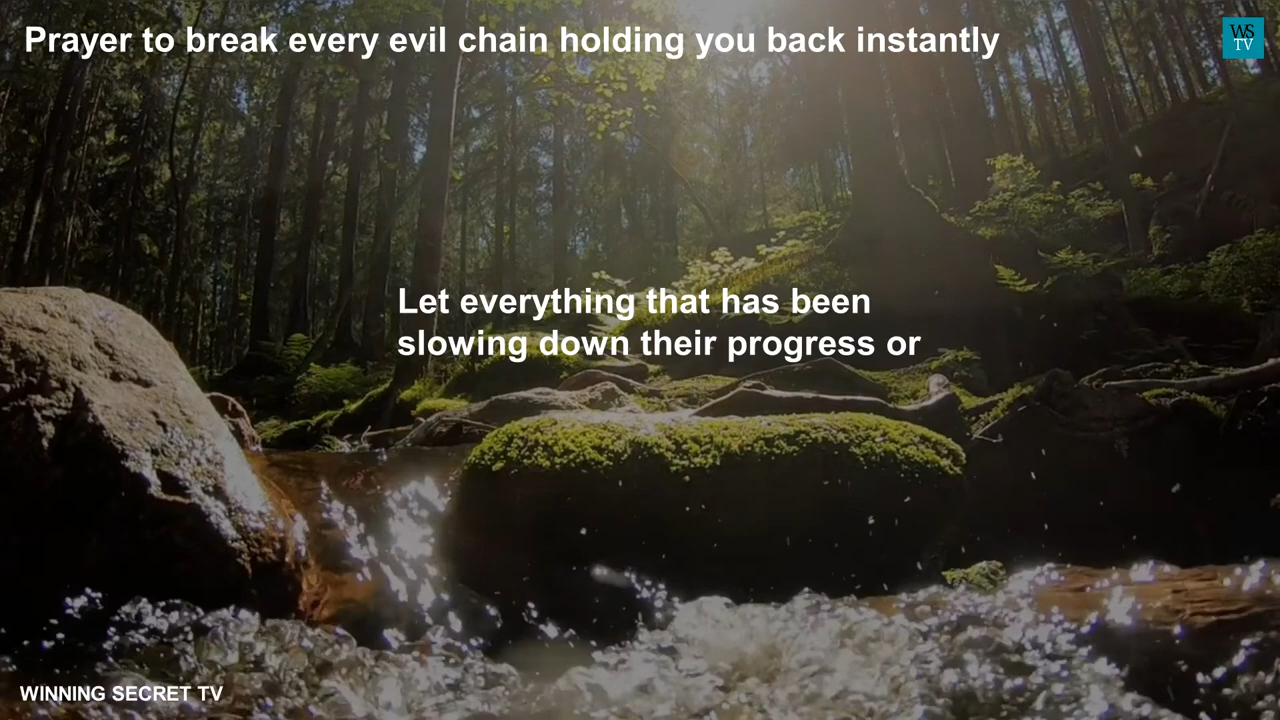 Prayer to break every evil chain holding you back instantly
WS
TV
Let everything that has been
slowing down their progress or
WINNING SECRET TV